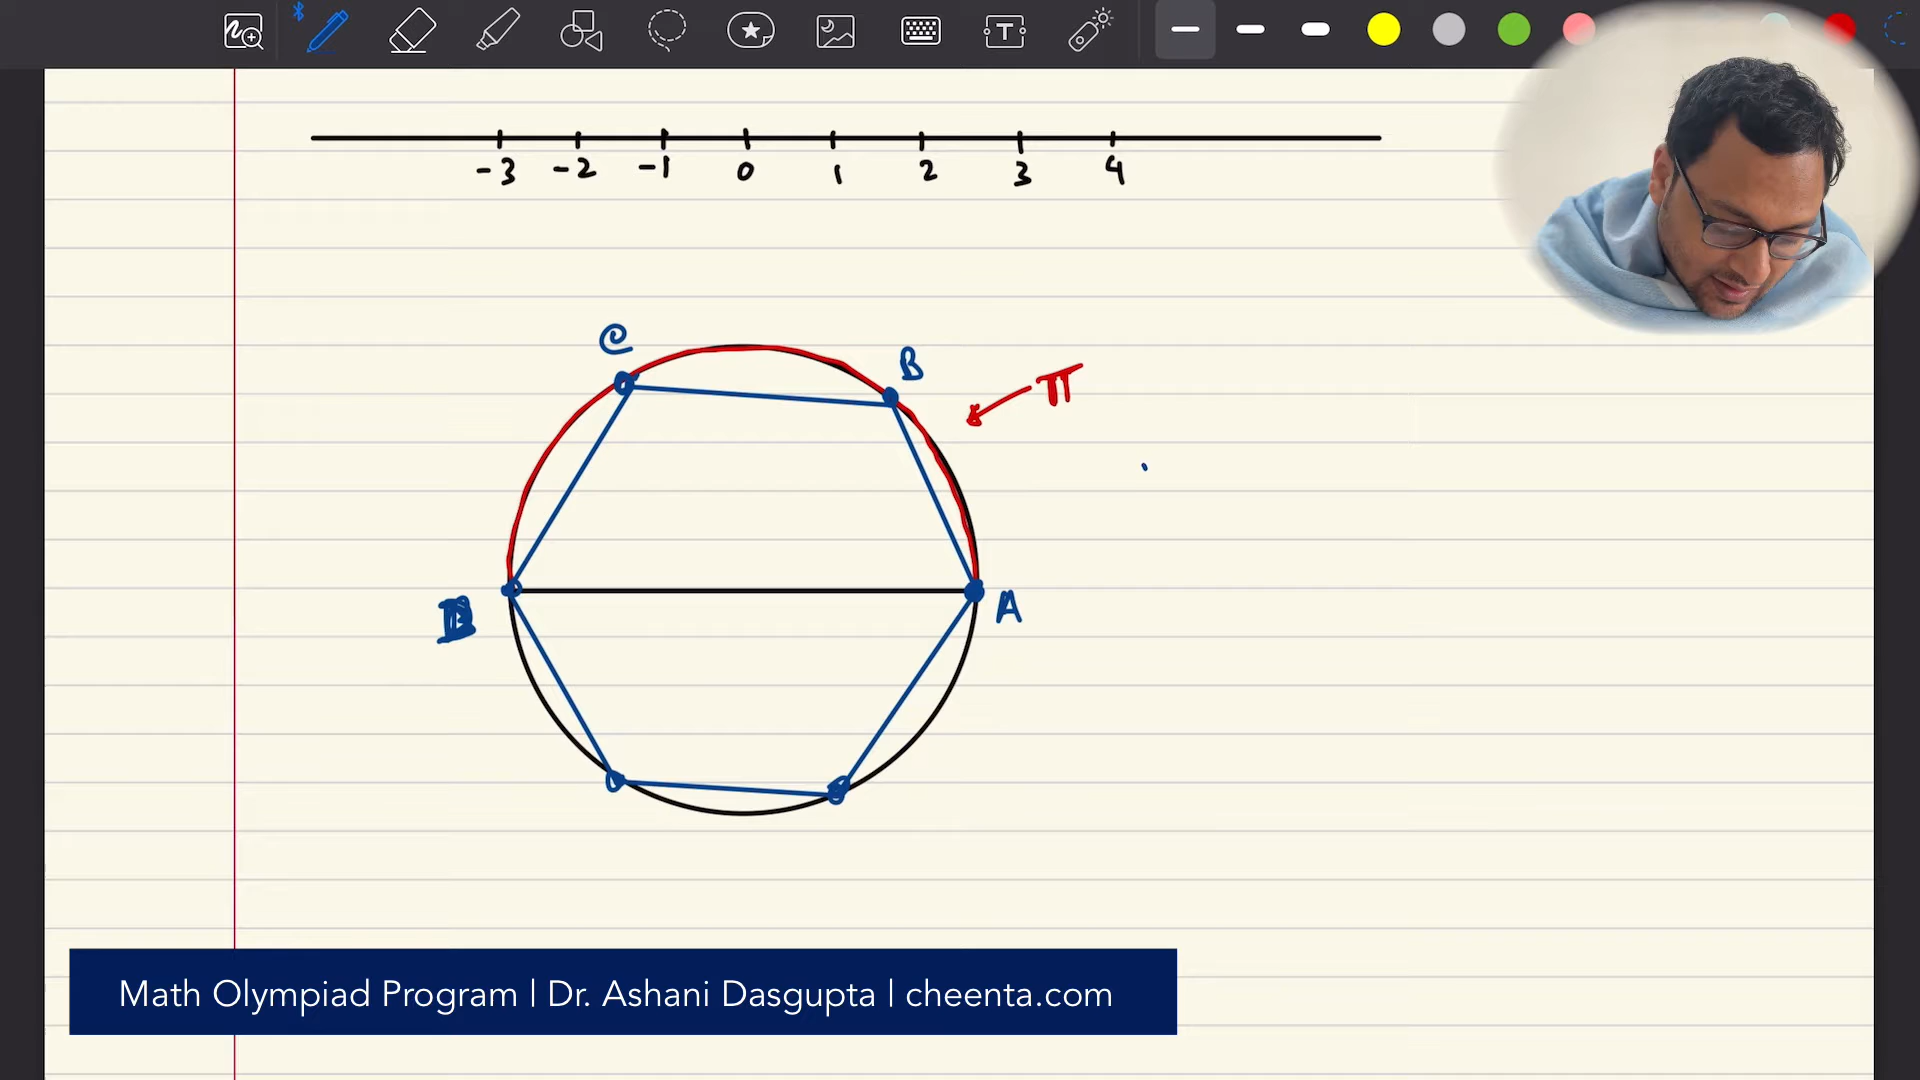 -3 -2 -1 0 1 2 3 4
C
B
π
A
Math Olympiad Program | Dr. Ashani Dasgupta | cheenta.com